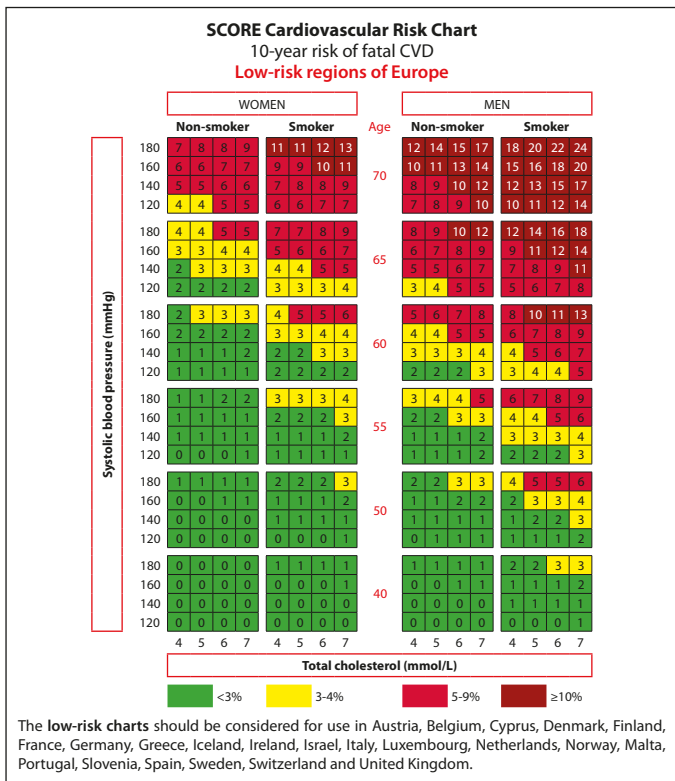 SCORE Cardiovascular Risk Chart
10-year risk of fatal CVD
Low-risk regions of Europe
WOMEN MEN
Non-smoker Smoker Age Non-smoker Smoker
Systolic blood pressure (mmHg)
180 7 8 8 9 11 11 12 13 12 14 15 17 18 20 22 24
160 6 6 7 7 9 9 10 11 10 11 13 14 15 16 18 20
70
140 5 5 6 6 7 8 8 9 8 9 10 12 12 13 15 17
120 4 4 5 5 6 6 7 7 7 8 9 10 10 11 12 14
180 4 4 5 5 7 7 8 9 8 9 10 12 12 14 16 18
160 3 3 4 4 5 6 6 7 6 7 8 9 9 11 12 14
65
140 2 3 3 3 4 4 5 5 5 5 6 7 7 8 9 11
120 2 2 2 2 3 3 3 4 3 4 5 5 5 6 7 8
180 2 3 3 3 4 5 5 6 5 6 7 8 8 10 11 13
160 2 2 2 2 3 3 4 4 4 4 5 5 6 7 8 9
60
140 1 1 1 2 2 2 3 3 3 3 3 4 4 5 6 7
120 1 1 1 1 2 2 2 2 2 2 2 3 3 4 4 5
180 1 1 2 2 3 3 3 4 3 4 4 5 6 7 8 9
160 1 1 1 1 2 2 2 3 2 2 3 3 4 4 5 6
55
140 1 1 1 1 1 1 1 2 1 1 1 2 3 3 3 4
120 0 0 0 1 1 1 1 1 1 1 1 2 2 2 2 3
180 1 1 1 1 2 2 2 3 2 2 3 3 4 5 5 6
160 0 0 1 1 1 1 1 2 1 1 2 2 2 3 3 4
50
140 0 0 0 0 0 1 1 1 1 1 1 1 1 2 2 3
120 0 0 0 0 0 1 1 1 1 1 1 1 1 1 2 2
180 0 0 0 0 1 1 1 1 1 1 1 1 2 2 3 3
160 0 0 0 0 0 0 0 1 0 0 1 1 1 1 1 2
40
140 0 0 0 0 0 0 0 0 0 0 0 0 1 1 1 1
120 0 0 0 0 0 0 0 0 0 0 0 0 0 0 0 1
4 5 6 7 4 5 6 7 4 5 6 7 4 5 6 7
Total cholesterol (mmol/L)
<3% 3-4% 5-9% ≥10%
The low-risk charts should be considered for use in Austria, Belgium, Cyprus, Denmark, Finland,
France, Germany, Greece, Iceland, Ireland, Israel, Italy, Luxembourg, Netherlands, Norway, Malta,
Portugal, Slovenia, Spain, Sweden, Switzerland and United Kingdom.